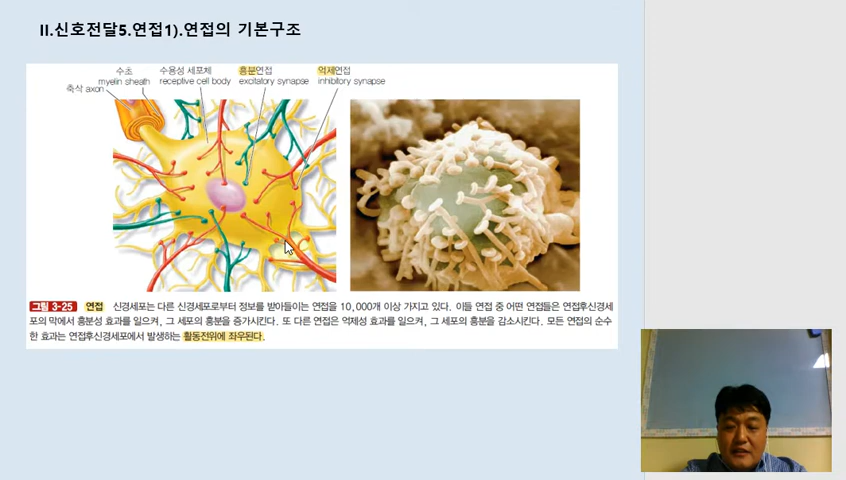 II.신호전달5.연접1).연접의 기본구조
수초 수용성 세포체 흥분연접 억제연접
축삭 axon myelin sheath receptive cell body excitatory synapse inhibitory synapse
그림 3-25 연접 신경세포는 다른 신경세포로부터 정보를 받아들이는 연접을 10,000개 이상 가지고 있다. 이들 연접 중 어떤 연접들은 연접후신경세
포의 막에서 흥분성 효과를 일으켜, 그 세포의 흥분을 증가시킨다. 또 다른 연접은 억제성 효과를 일으켜, 그 세포의 흥분을 감소시킨다. 모든 연접의 순수
한 효과는 연접후신경세포에서 발생하는 활동전위에 좌우된다.